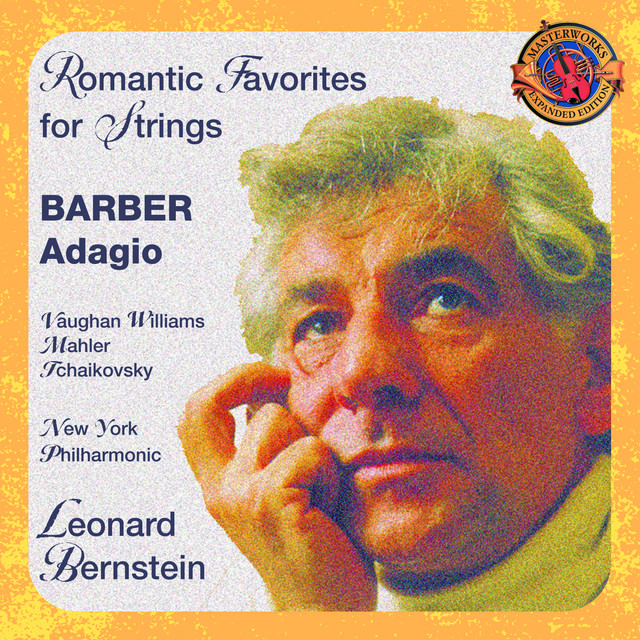 Romantic Favorites
for Strings
MASTERWORKS
EXPANDED EDITION
BARBER
Adagio
Vaughan Williams
Mahler
Tchaikovsky
New York
Philharmonic
Leonard
Bernstein